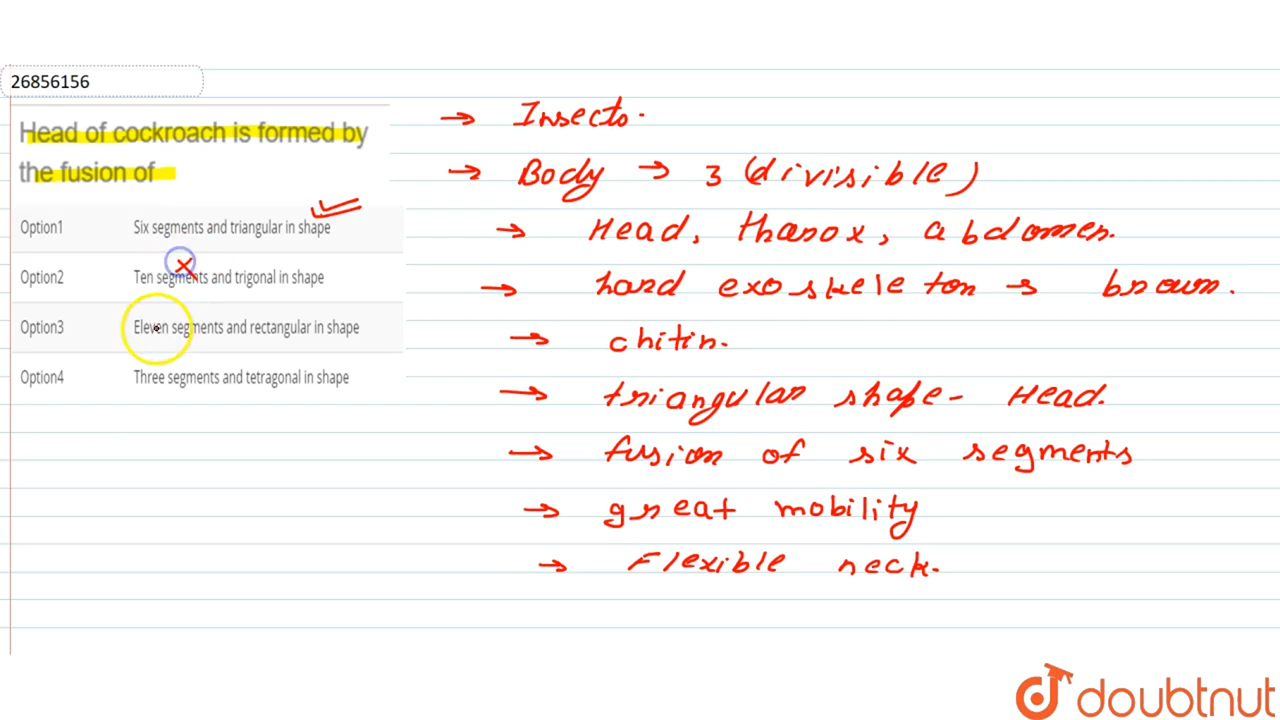 26856156
Head of cockroach is formed by
the fusion of
Option1 Six segments and triangular in shape
Option2 Ten segments and trigonal in shape
Option3 Eleven segments and rectangular in shape
Option4 Three segments and tetragonal in shape
→ Insecta.
→ Body → 3 (divisible)
→ Head, thorox, abdomen.
→ hard exoskeleton → brown.
→ chitin.
→ triangular shape - Head.
→ fusion of six segments
→ great mobility
→ Flexible neck.
doubtnut